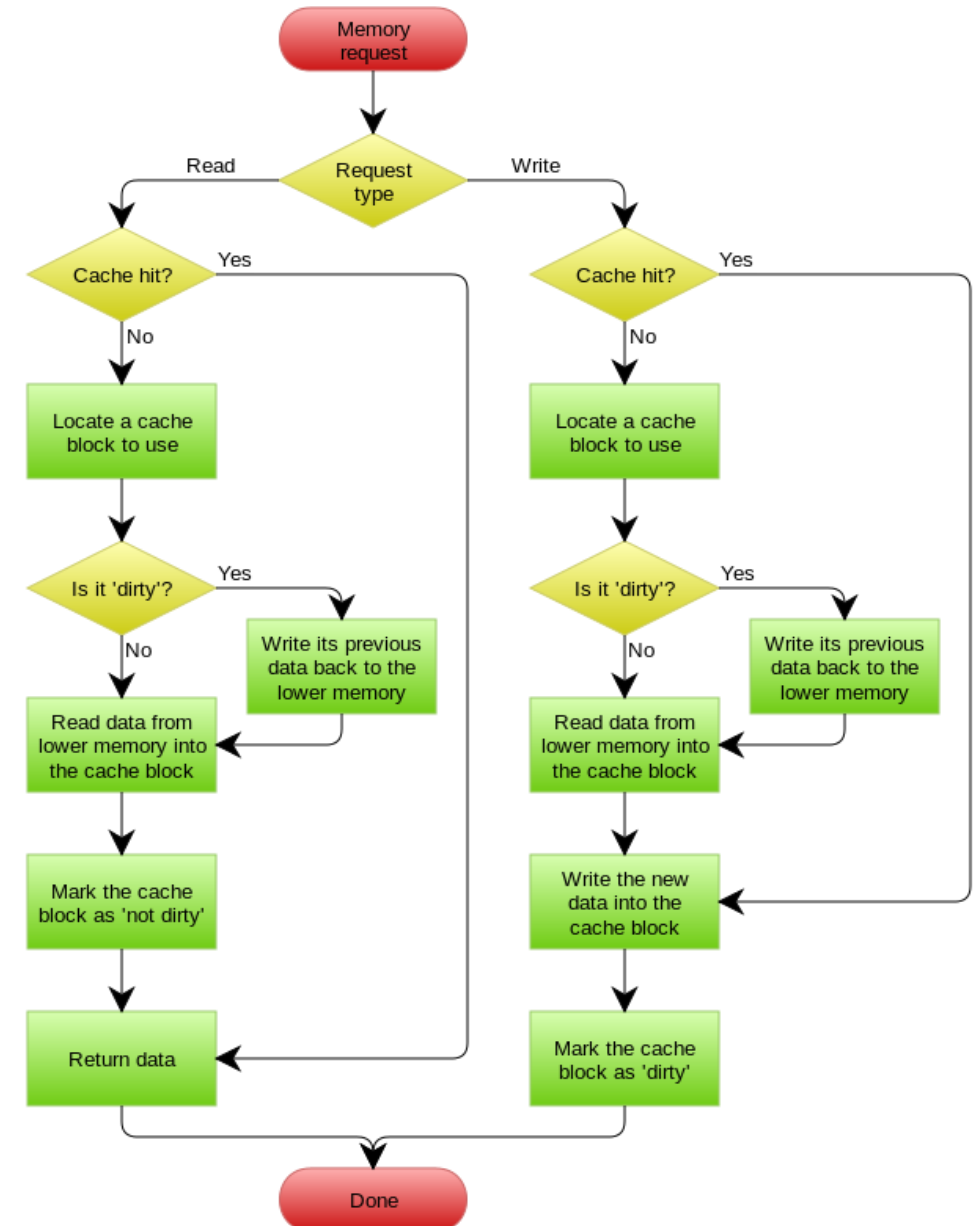 Memory
request
Read
Request
type
Write
Cache hit?
Yes
No
Cache hit?
Yes
No
Locate a cache
block to use
Locate a cache
block to use
Is it 'dirty'?
Yes
No
Write its previous
data back to the
lower memory
Is it 'dirty'?
Yes
No
Write its previous
data back to the
lower memory
Read data from
lower memory into
the cache block
Read data from
lower memory into
the cache block
Mark the cache
block as 'not dirty'
Write the new
data into the
cache block
Return data
Mark the cache
block as 'dirty'
Done